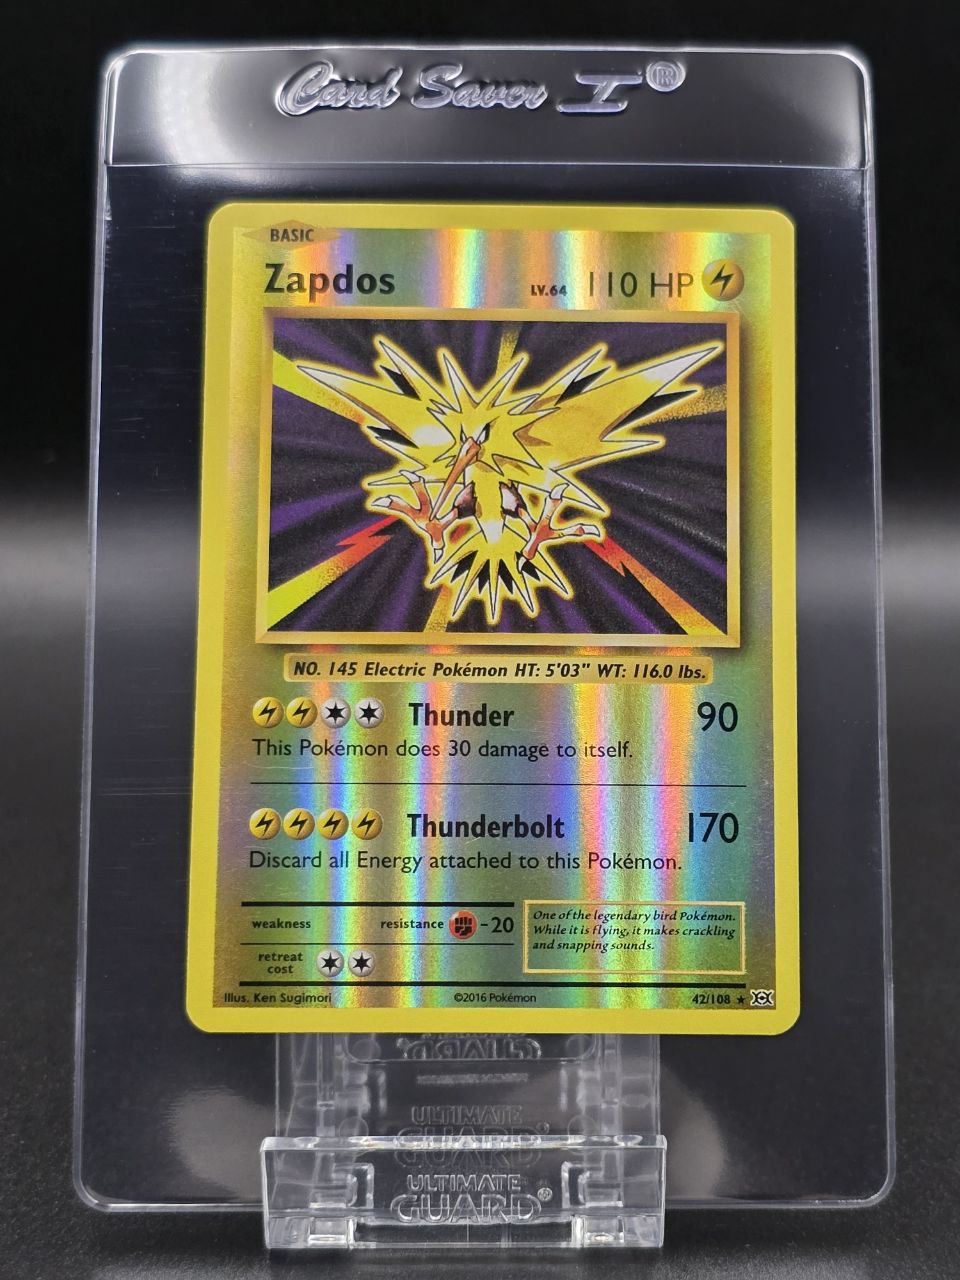 Card Saver I®
BASIC
Zapdos LV.64 110 HP
NO. 145 Electric Pokémon HT: 5'03" WT: 116.0 lbs.
Thunder 90
This Pokémon does 30 damage to itself.
Thunderbolt 170
Discard all Energy attached to this Pokémon.
weakness resistance -20
retreat
cost
One of the legendary bird Pokémon.
While it is flying, it makes crackling
and snapping sounds.
Illus. Ken Sugimori ©2016 Pokémon 42/108 ★
ULTIMATE
GUARD
ULTIMATE
GUARD®